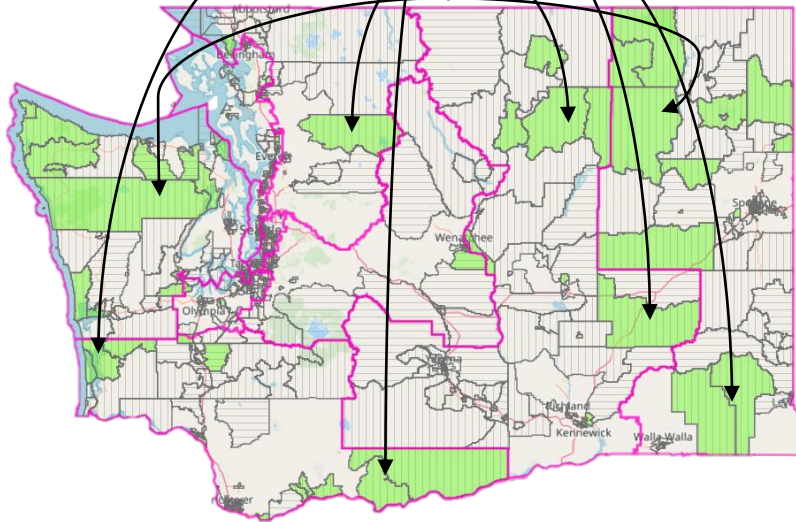 Abbotsford
Bellingham
Everett
Seattle
Spokane
Wenatchee
Olympia
Yakima
Richland
Kennewick
Walla Walla